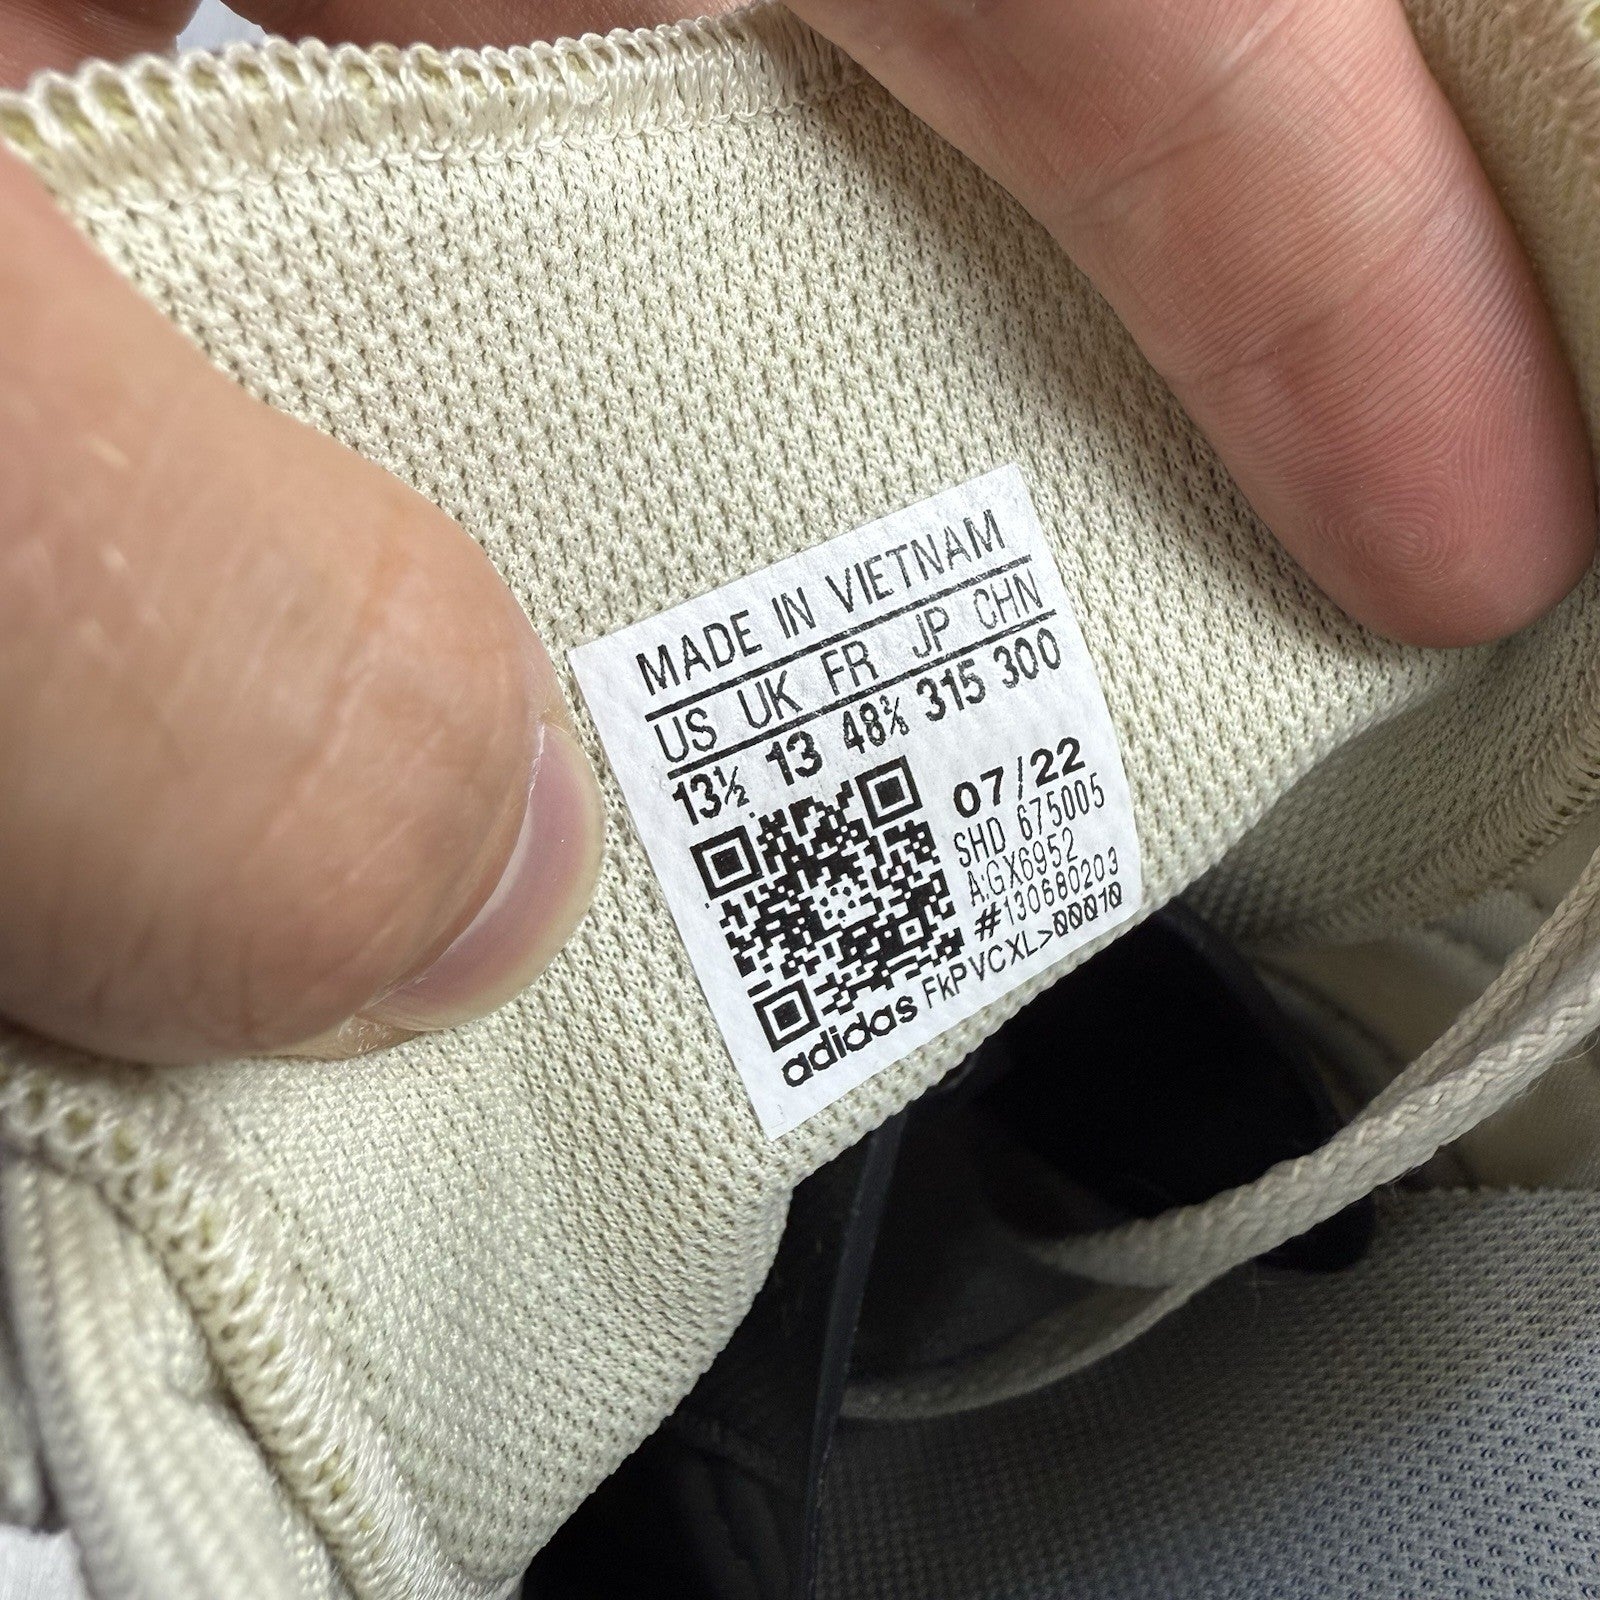 MADE IN VIETNAM
US UK FR JP CHN
13½ 13 48⅔ 315 300
07/22
SHD 675005
A:GX6952
#130680203
FkPVCXL>00010
adidas